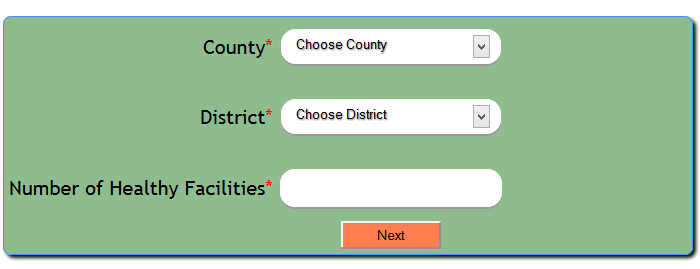 County* Choose County
District* Choose District
Number of Healthy Facilities*
Next